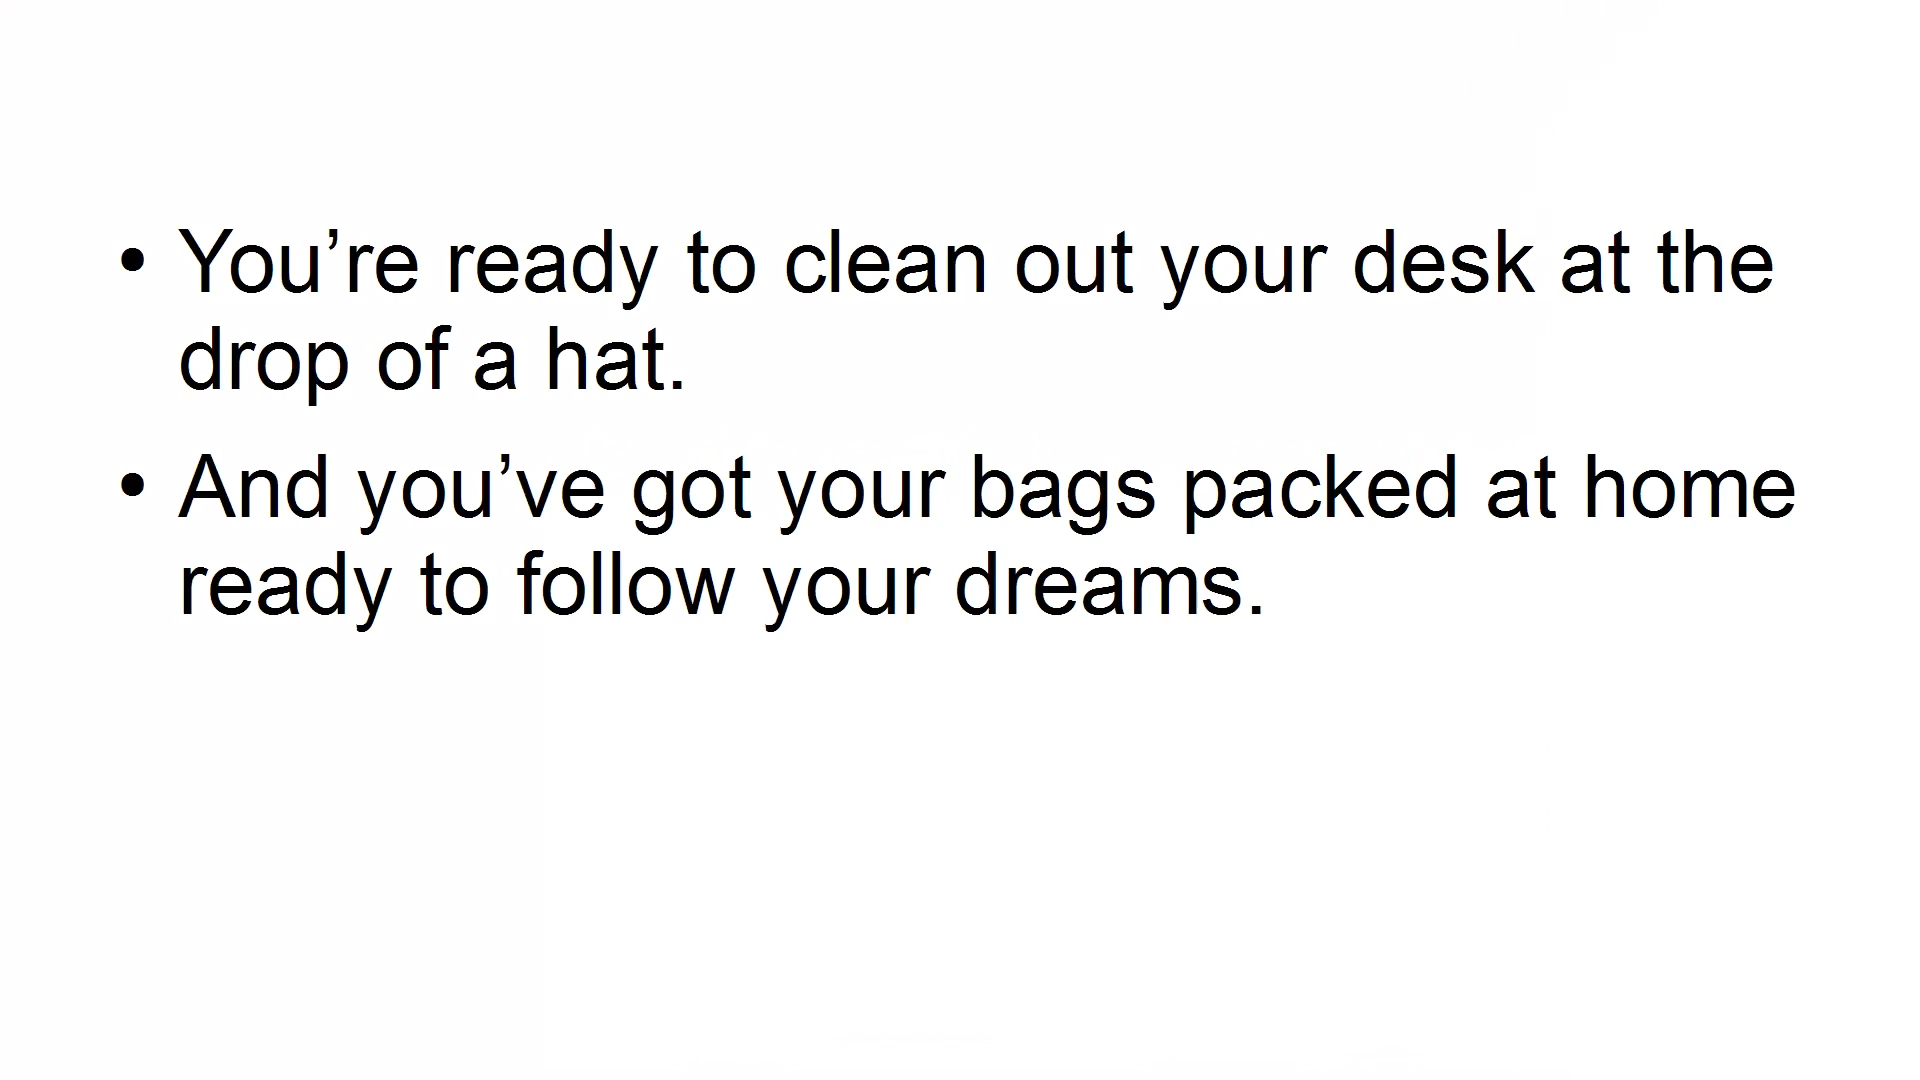 • You’re ready to clean out your desk at the
drop of a hat.
• And you’ve got your bags packed at home
ready to follow your dreams.